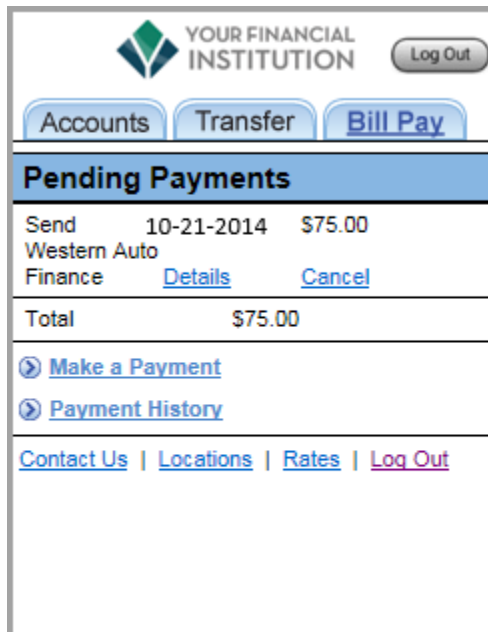 YOUR FINANCIAL
INSTITUTION
Log Out
Accounts Transfer Bill Pay
Pending Payments
Send 10-21-2014 $75.00
Western Auto
Finance Details Cancel
Total $75.00
Make a Payment
Payment History
Contact Us | Locations | Rates | Log Out